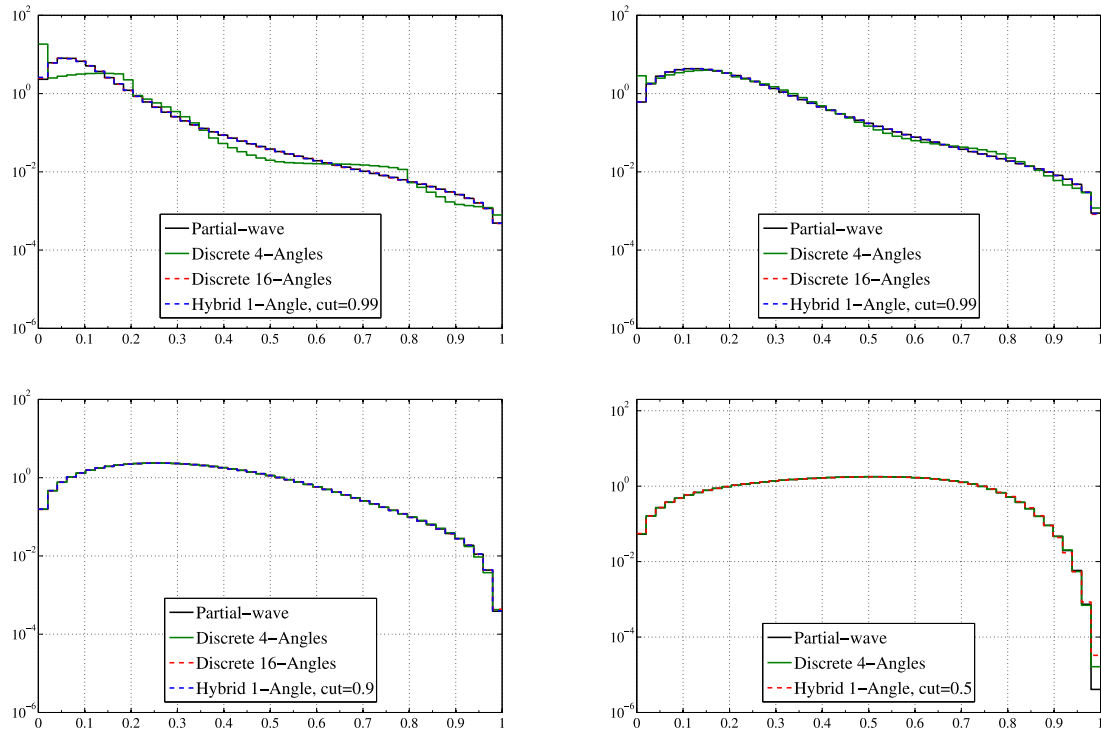 10^2
10^0
10^−2
10^−4
10^−6
0 0.1 0.2 0.3 0.4 0.5 0.6 0.7 0.8 0.9 1
Partial−wave
Discrete 4−Angles
Discrete 16−Angles
Hybrid 1−Angle, cut=0.99
10^2
10^0
10^−2
10^−4
10^−6
0 0.1 0.2 0.3 0.4 0.5 0.6 0.7 0.8 0.9 1
Partial−wave
Discrete 4−Angles
Discrete 16−Angles
Hybrid 1−Angle, cut=0.99
10^2
10^0
10^−2
10^−4
10^−6
0 0.1 0.2 0.3 0.4 0.5 0.6 0.7 0.8 0.9 1
Partial−wave
Discrete 4−Angles
Discrete 16−Angles
Hybrid 1−Angle, cut=0.9
10^2
10^0
10^−2
10^−4
10^−6
0 0.1 0.2 0.3 0.4 0.5 0.6 0.7 0.8 0.9 1
Partial−wave
Discrete 4−Angles
Hybrid 1−Angle, cut=0.5